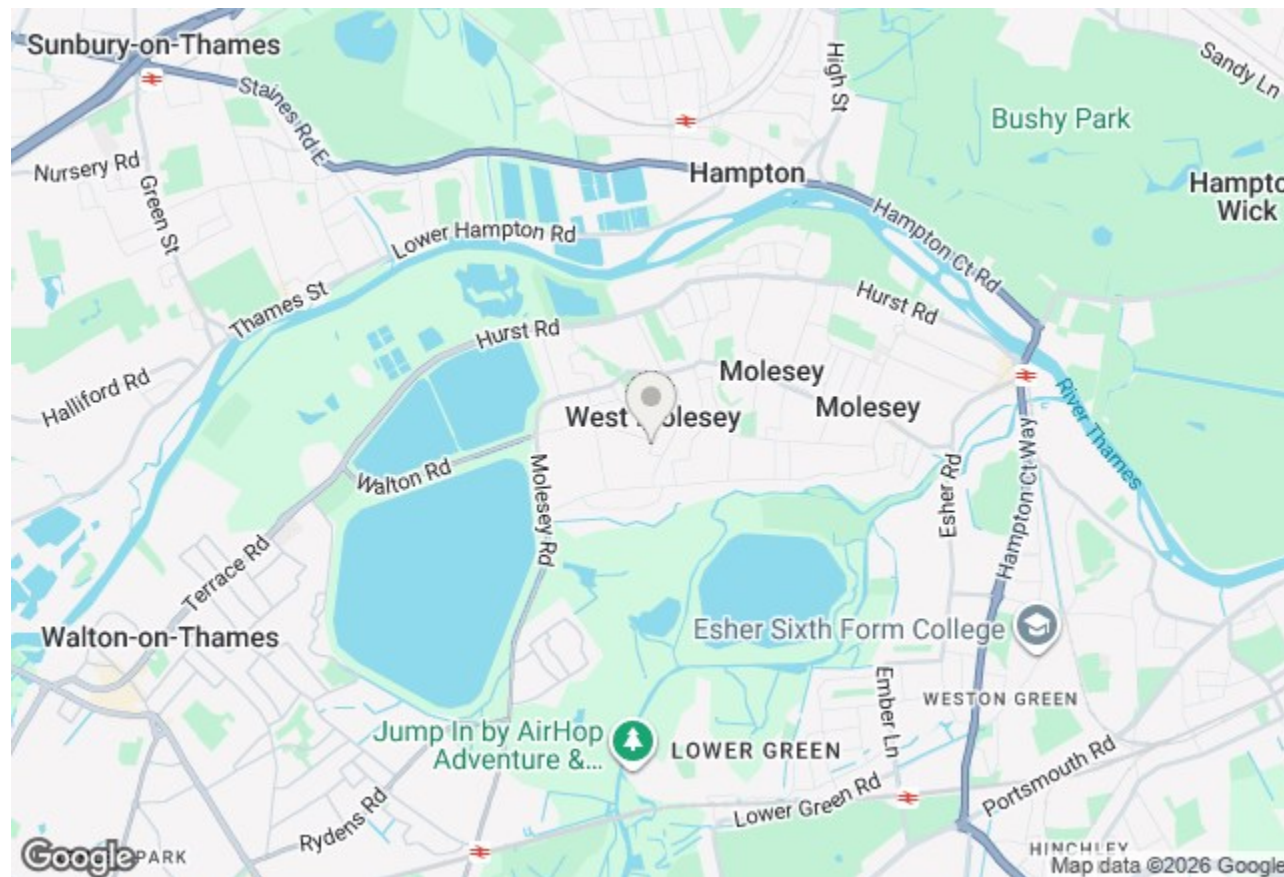 Sunbury-on-Thames
Staines Rd E
High St
Sandy Ln
Bushy Park
Nursery Rd
Green St
Hampton
Wick
Hampton Ct Rd
Lower Hampton Rd
Thames St
Hurst Rd
Hurst Rd
Halliford Rd
Molesey
West
Molesey
Walton Rd
Molesey Rd
Esher Rd
Hampton Ct Way
River Thames
Terrace Rd
Walton-on-Thames
Esher Sixth Form College
Ember Ln
WESTON GREEN
Jump In by AirHop
Adventure &...
LOWER GREEN
Portsmouth Rd
Lower Green Rd
Rydens Rd
HINCHLEY
PARK
Google
Map data ©2026 Google